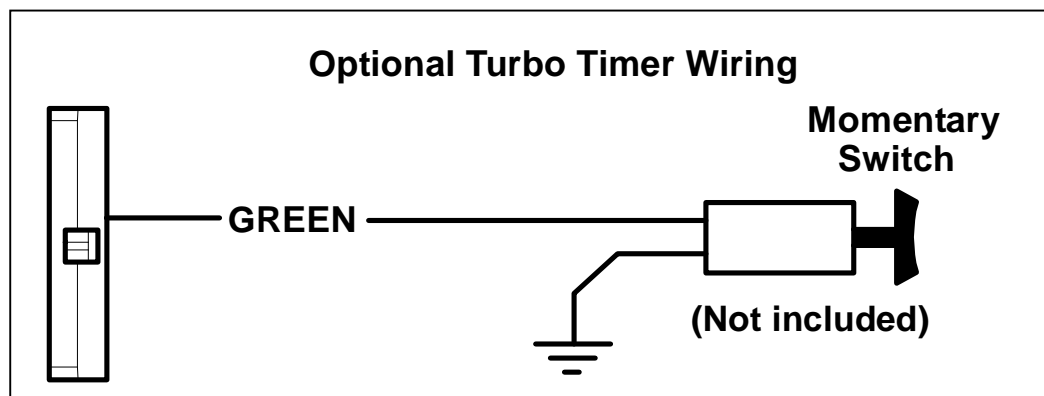 Optional Turbo Timer Wiring
Momentary
Switch
GREEN
(Not included)